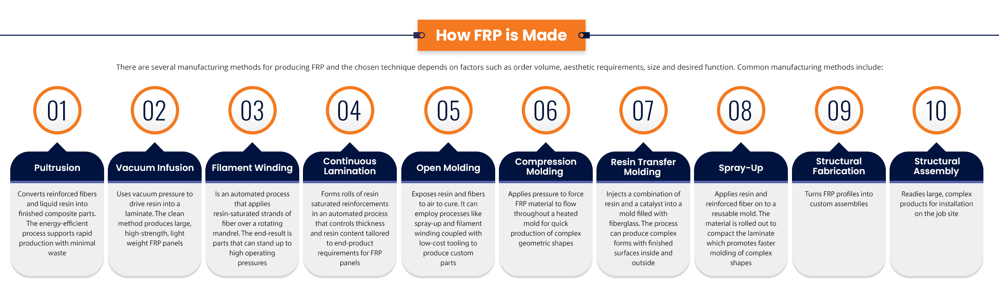 How FRP is Made
There are several manufacturing methods for producing FRP and the chosen technique depends on factors such as order volume, aesthetic requirements, size and desired function. Common manufacturing methods include:
01
Pultrusion
Converts reinforced fibers
and liquid resin into
finished composite parts.
The energy-efficient
process supports rapid
production with minimal
waste
02
Vacuum Infusion
Uses vacuum pressure to
drive resin into a
laminate. The clean
method produces large,
high-strength, light
weight FRP panels
03
Filament Winding
Is an automated process
that applies
resin-saturated strands of
fiber over a rotating
mandrel. The end-result is
parts that can stand up to
high operating
pressures
04
Continuous
Lamination
Forms rolls of resin
saturated reinforcements
in an automated process
that controls thickness
and resin content tailored
to end-product
requirements for FRP
panels
05
Open Molding
Exposes resin and fibers
to air to cure. It can
employ processes like
spray-up and filament
winding coupled with
low-cost tooling to
produce custom
parts
06
Compression
Molding
Applies pressure to force
FRP material to flow
throughout a heated
mold for quick
production of complex
geometric shapes
07
Resin Transfer
Molding
Injects a combination of
resin and a catalyst into a
mold filled with
fiberglass. The process
can produce complex
forms with finished
surfaces inside and
outside
08
Spray-Up
Applies resin and
reinforced fiber on to a
reusable mold. The
material is rolled out to
compact the laminate
which promotes faster
molding of complex
shapes
09
Structural
Fabrication
Turns FRP profiles into
custom assemblies
10
Structural
Assembly
Readies large, complex
products for installation
on the job site